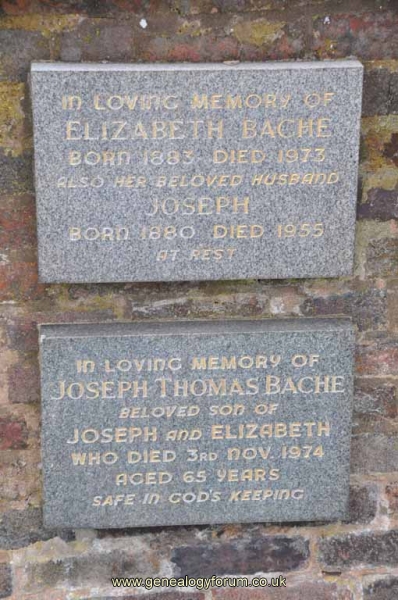 IN LOVING MEMORY OF
ELIZABETH BACHE
BORN 1883 DIED 1973
ALSO HER BELOVED HUSBAND
JOSEPH
BORN 1880 DIED 1955
AT REST
IN LOVING MEMORY OF
JOSEPH THOMAS BACHE
BELOVED SON OF
JOSEPH AND ELIZABETH
WHO DIED 3RD NOV. 1974
AGED 65 YEARS
SAFE IN GOD'S KEEPING
www.genealogyforum.co.uk